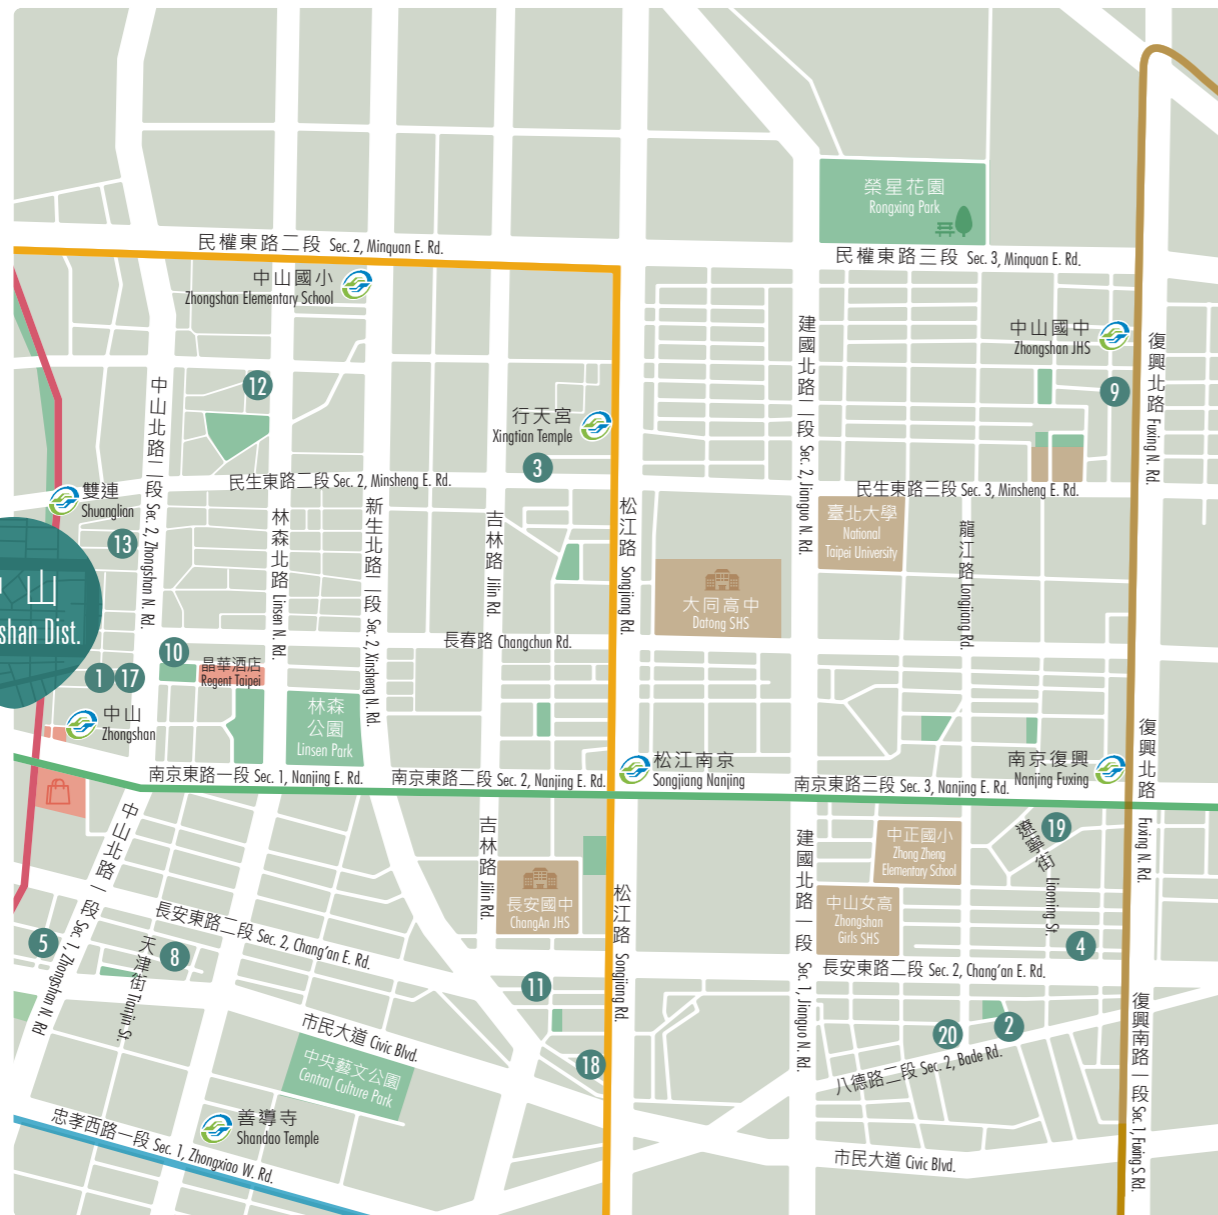 榮星花園
Rongxing Park
民權東路二段 Sec. 2, Minquan E. Rd.
民權東路三段 Sec. 3, Minquan E. Rd.
中山國小
Zhongshan Elementary School
中山國中
Zhongshan JHS
建國北路二段 Sec. 2, Jianguo N. Rd.
復興北路 Fuxing N. Rd.
中山北路二段 Sec. 2, Zhongshan N. Rd.
12
9
行天宮
Xingtian Temple
3
民生東路二段 Sec. 2, Minsheng E. Rd.
民生東路三段 Sec. 3, Minsheng E. Rd.
雙連
Shuanglian
13
林森北路 Linsen N. Rd.
新生北路二段 Sec. 2, Xinsheng N. Rd.
吉林路 Jilin Rd.
松江路 Songjiang Rd.
臺北大學
National
Taipei University
龍江路 Longjiang Rd.
山
shan Dist.
大同高中
Datong SHS
長春路 Changchun Rd.
10
晶華酒店
Regent Taipei
1
17
中山
Zhongshan
林森
公園
Linsen Park
松江南京
Songjiang Nanjing
南京復興
Nanjing Fuxing
復興北路 Fuxing N. Rd.
南京東路一段 Sec. 1, Nanjing E. Rd.
南京東路二段 Sec. 2, Nanjing E. Rd.
南京東路三段 Sec. 3, Nanjing E. Rd.
中山北路一段 Sec. 1, Zhongshan N. Rd
吉林路 Jilin Rd.
建國北路一段 Sec. 1, Jianguo N. Rd.
中正國小
Zhong Zheng
Elementary School
遼寧街 Liaoning St.
19
長安國中
ChangAn JHS
松江路 Songjiang Rd.
中山女高
Zhongshan
Girls SHS
5
長安東路二段 Sec. 2, Chang'an E. Rd.
天津街 Tianjin St.
8
4
長安東路二段 Sec. 2, Chang'an E. Rd.
11
復興南路一段 Sec. 1, Fuxing S. Rd.
市民大道 Civic Blvd.
20
2
八德路二段 Sec. 2, Bade Rd.
中央藝文公園
Central Culture Park
18
善導寺
Shandao Temple
忠孝西路一段 Sec. 1, Zhongxiao W. Rd.
市民大道 Civic Blvd.